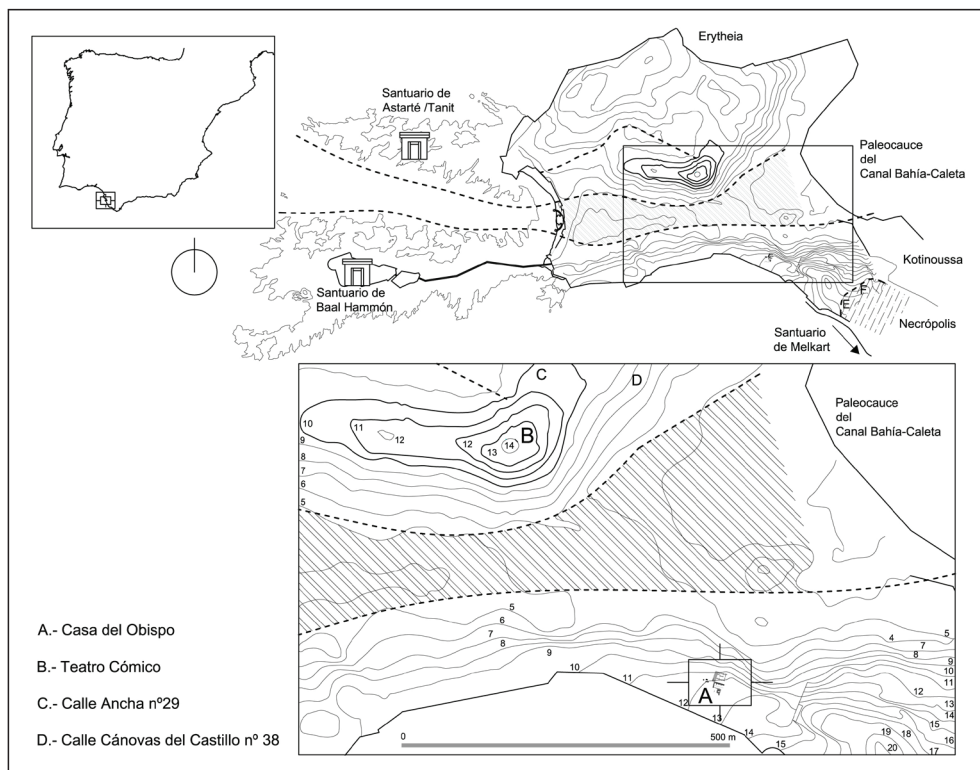 Erytheia
Santuario de
Astarté /Tanit
Paleocauce
del
Canal Bahía-Caleta
Kotinoussa
Santuario de
Baal Hammón
E
E
E
Necrópolis
Santuario
de Melkart
C
D
Paleocauce
del
Canal Bahía-Caleta
10
11
12
12
13
14
B
9
8
7
6
5
5
6
7
8
9
10
11
12
13
A
14
15
5
4
7
8
9
10
11
12
13
14
15
16
17
18
19
20
A.- Casa del Obispo
B.- Teatro Cómico
C.- Calle Ancha nº29
D.- Calle Cánovas del Castillo nº 38
0
500 m